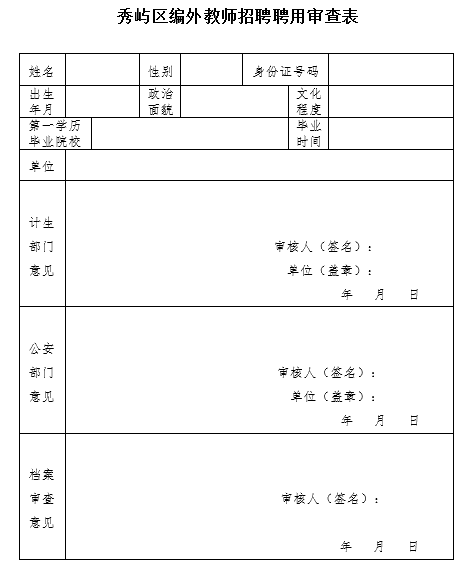 秀屿区编外教师招聘聘用审查表
姓名 性别 身份证号码
出生年月 政治面貌 文化程度
第一学历毕业院校 毕业时间
单位
计生
部门 审核人（签名）：
意见 单位（盖章）：
年 月 日
公安
部门 审核人（签名）：
意见 单位（盖章）：
年 月 日
档案
审查 审核人（签名）：
意见
年 月 日